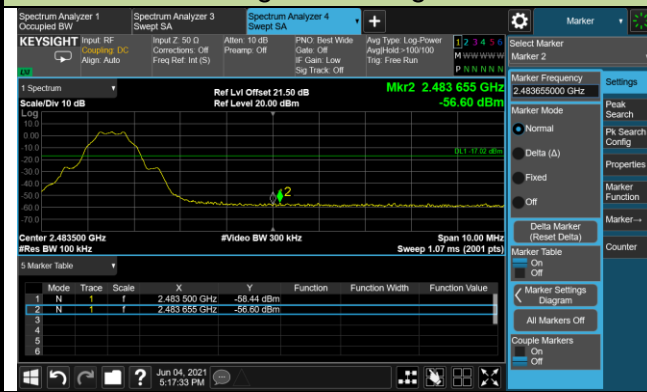 Spectrum Analyzer 1
Occupied BW
Spectrum Analyzer 3
Swept SA
Spectrum Analyzer 4
Swept SA
Marker
KEYSIGHT
Input: RF
Coupling: DC
Align: Auto
Input Z: 50 Ω
Corrections: Off
Freq Ref: Int (S)
Atten: 10 dB
Preamp: Off
PNO: Best Wide
Gate: Off
IF Gain: Low
Sig Track: Off
Avg Type: Log-Power
Avg|Hold:>100/100
Trig: Free Run
1 2 3 4 5 6
M W W W W W
P N N N N N
Select Marker
Marker 2
1 Spectrum
Scale/Div 10 dB
Ref Lvl Offset 21.50 dB
Ref Level 20.00 dBm
Mkr2 2.483 655 GHz
-56.60 dBm
Log
10.0
0.00
-10.0
-20.0
-30.0
-40.0
-50.0
-60.0
-70.0
DL1 -17.02 dBm
2
Center 2.483500 GHz
#Res BW 100 kHz
#Video BW 300 kHz
Span 10.00 MHz
Sweep 1.07 ms (2001 pts)
5 Marker Table
Mode Trace Scale X Y Function Function Width Function Value
1 N 1 f 2.483 500 GHz -58.44 dBm
2 N 1 f 2.483 655 GHz -56.60 dBm
3
4
5
6
Marker Frequency
2.483655000 GHz
Marker Mode
Normal
Delta (Δ)
Fixed
Off
Delta Marker
(Reset Delta)
Marker Table
On
Off
Marker Settings
Diagram
All Markers Off
Couple Markers
On
Off
Settings
Peak
Search
Pk Search
Config
Properties
Marker
Function
Marker→
Counter
Jun 04, 2021
5:17:33 PM